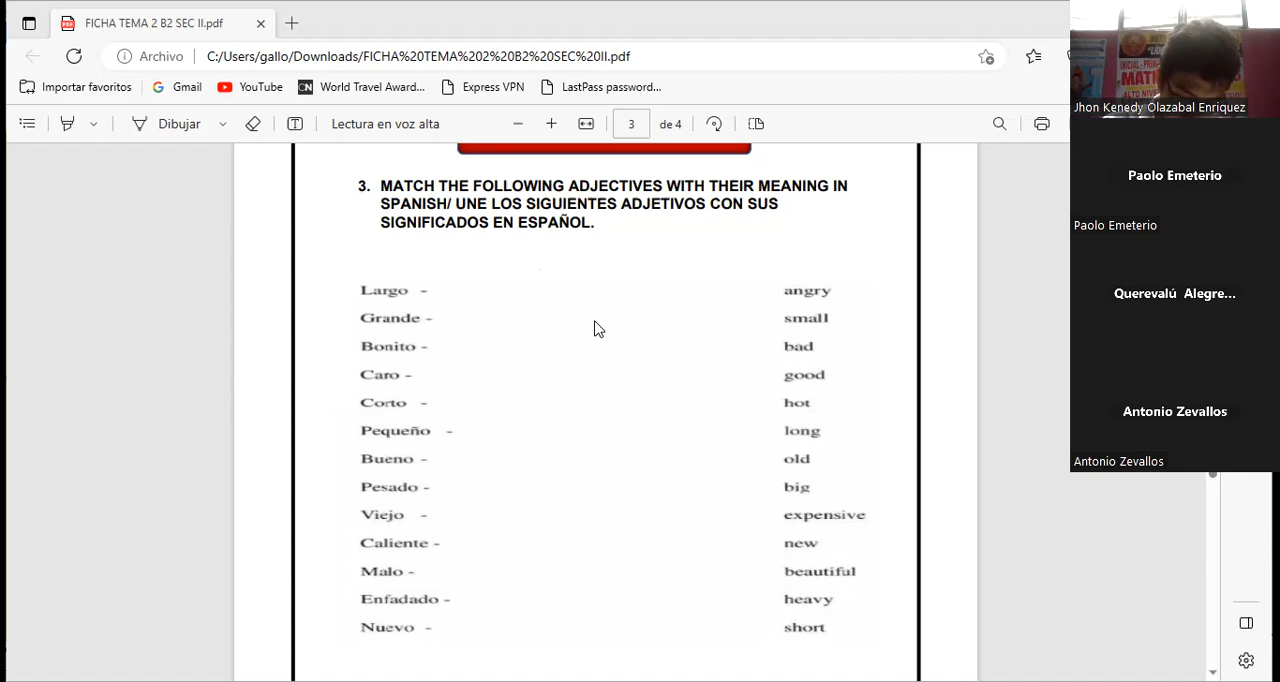 FICHA TEMA 2 B2 SEC II.pdf
Archivo C:/Users/gallo/Downloads/FICHA%20TEMA%202%20B2%20SEC%20II.pdf
Importar favoritos Gmail YouTube CN World Travel Award... Express VPN LastPass password...
Dibujar Lectura en voz alta 3 de 4
3. MATCH THE FOLLOWING ADJECTIVES WITH THEIR MEANING IN
SPANISH/ UNE LOS SIGUIENTES ADJETIVOS CON SUS
SIGNIFICADOS EN ESPAÑOL.
Largo - angry
Grande - small
Bonito - bad
Caro - good
Corto - hot
Pequeño - long
Bueno - old
Pesado - big
Viejo - expensive
Caliente - new
Malo - beautiful
Enfadado - heavy
Nuevo - short
Jhon Kenedy Olazabal Enriquez
Paolo Emeterio
Paolo Emeterio
Querevalú Alegre...
Antonio Zevallos
Antonio Zevallos